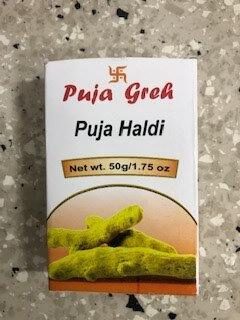 Puja Greh
Puja Haldi
Net wt. 50g/1.75 oz